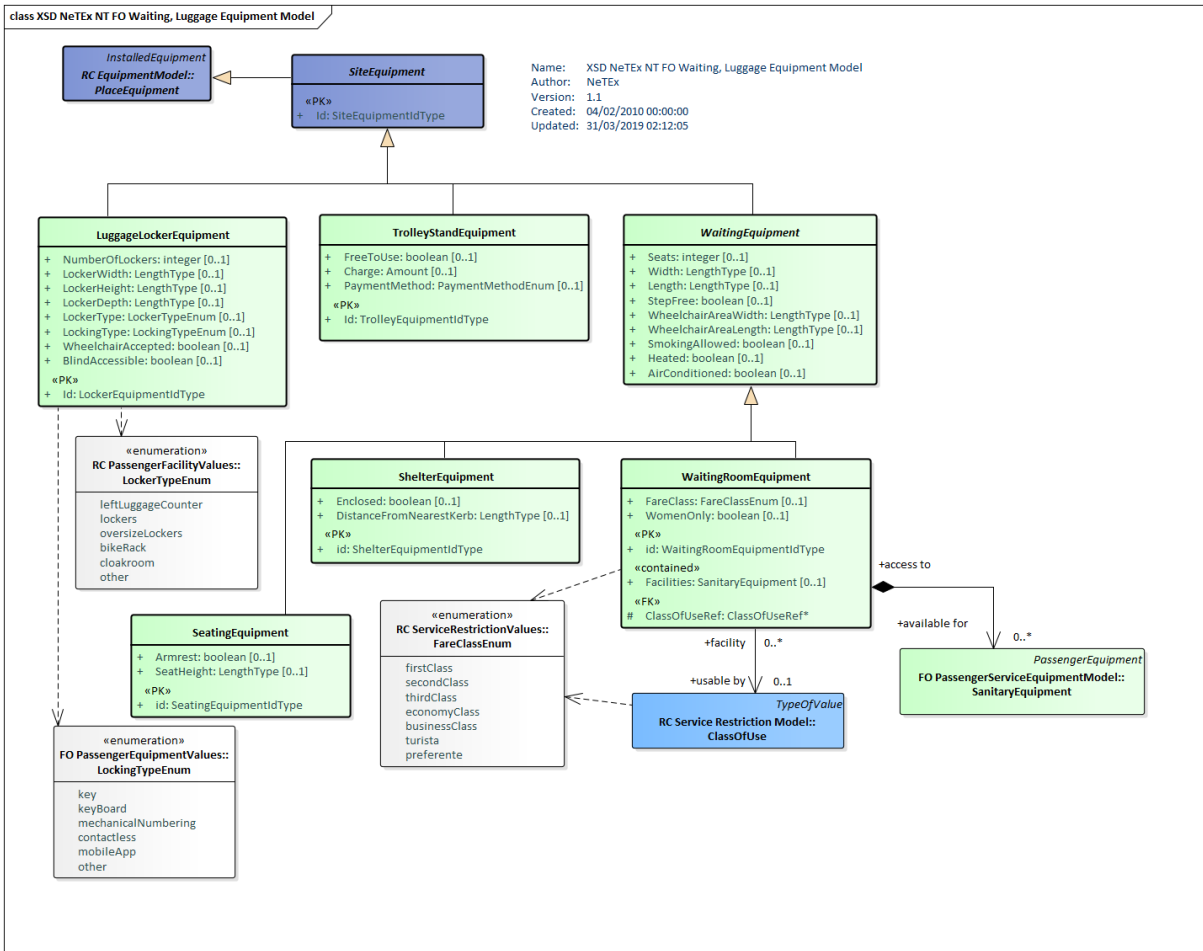 class XSD NeTEx NT FO Waiting, Luggage Equipment Model
InstalledEquipment
RC EquipmentModel::
PlaceEquipment
SiteEquipment
«PK»
+ Id: SiteEquipmentIdType
Name: XSD NeTEx NT FO Waiting, Luggage Equipment Model
Author: NeTEx
Version: 1.1
Created: 04/02/2010 00:00:00
Updated: 31/03/2019 02:12:05
LuggageLockerEquipment
+ NumberOfLockers: integer [0..1]
+ LockerWidth: LengthType [0..1]
+ LockerHeight: LengthType [0..1]
+ LockerDepth: LengthType [0..1]
+ LockerType: LockerTypeEnum [0..1]
+ LockingType: LockingTypeEnum [0..1]
+ WheelchairAccepted: boolean [0..1]
+ BlindAccessible: boolean [0..1]
«PK»
+ Id: LockerEquipmentIdType
TrolleyStandEquipment
+ FreeToUse: boolean [0..1]
+ Charge: Amount [0..1]
+ PaymentMethod: PaymentMethodEnum [0..1]
«PK»
+ Id: TrolleyEquipmentIdType
WaitingEquipment
+ Seats: integer [0..1]
+ Width: LengthType [0..1]
+ Length: LengthType [0..1]
+ StepFree: boolean [0..1]
+ WheelchairAreaWidth: LengthType [0..1]
+ WheelchairAreaLength: LengthType [0..1]
+ SmokingAllowed: boolean [0..1]
+ Heated: boolean [0..1]
+ AirConditioned: boolean [0..1]
«enumeration»
RC PassengerFacilityValues::
LockerTypeEnum
leftLuggageCounter
lockers
oversizeLockers
bikeRack
cloakroom
other
ShelterEquipment
+ Enclosed: boolean [0..1]
+ DistanceFromNearestKerb: LengthType [0..1]
«PK»
+ id: ShelterEquipmentIdType
WaitingRoomEquipment
+ FareClass: FareClassEnum [0..1]
+ WomenOnly: boolean [0..1]
«PK»
+ id: WaitingRoomEquipmentIdType
«contained»
+ Facilities: SanitaryEquipment [0..1]
«FK»
# ClassOfUseRef: ClassOfUseRef*
+access to
+available for
0..*
+facility
0..*
+usable by
0..1
SeatingEquipment
+ Armrest: boolean [0..1]
+ SeatHeight: LengthType [0..1]
«PK»
+ id: SeatingEquipmentIdType
«enumeration»
RC ServiceRestrictionValues::
FareClassEnum
firstClass
secondClass
thirdClass
economyClass
businessClass
turista
preferente
PassengerEquipment
FO PassengerServiceEquipmentModel::
SanitaryEquipment
TypeOfValue
RC Service Restriction Model::
ClassOfUse
«enumeration»
FO PassengerEquipmentValues::
LockingTypeEnum
key
keyBoard
mechanicalNumbering
contactless
mobileApp
other